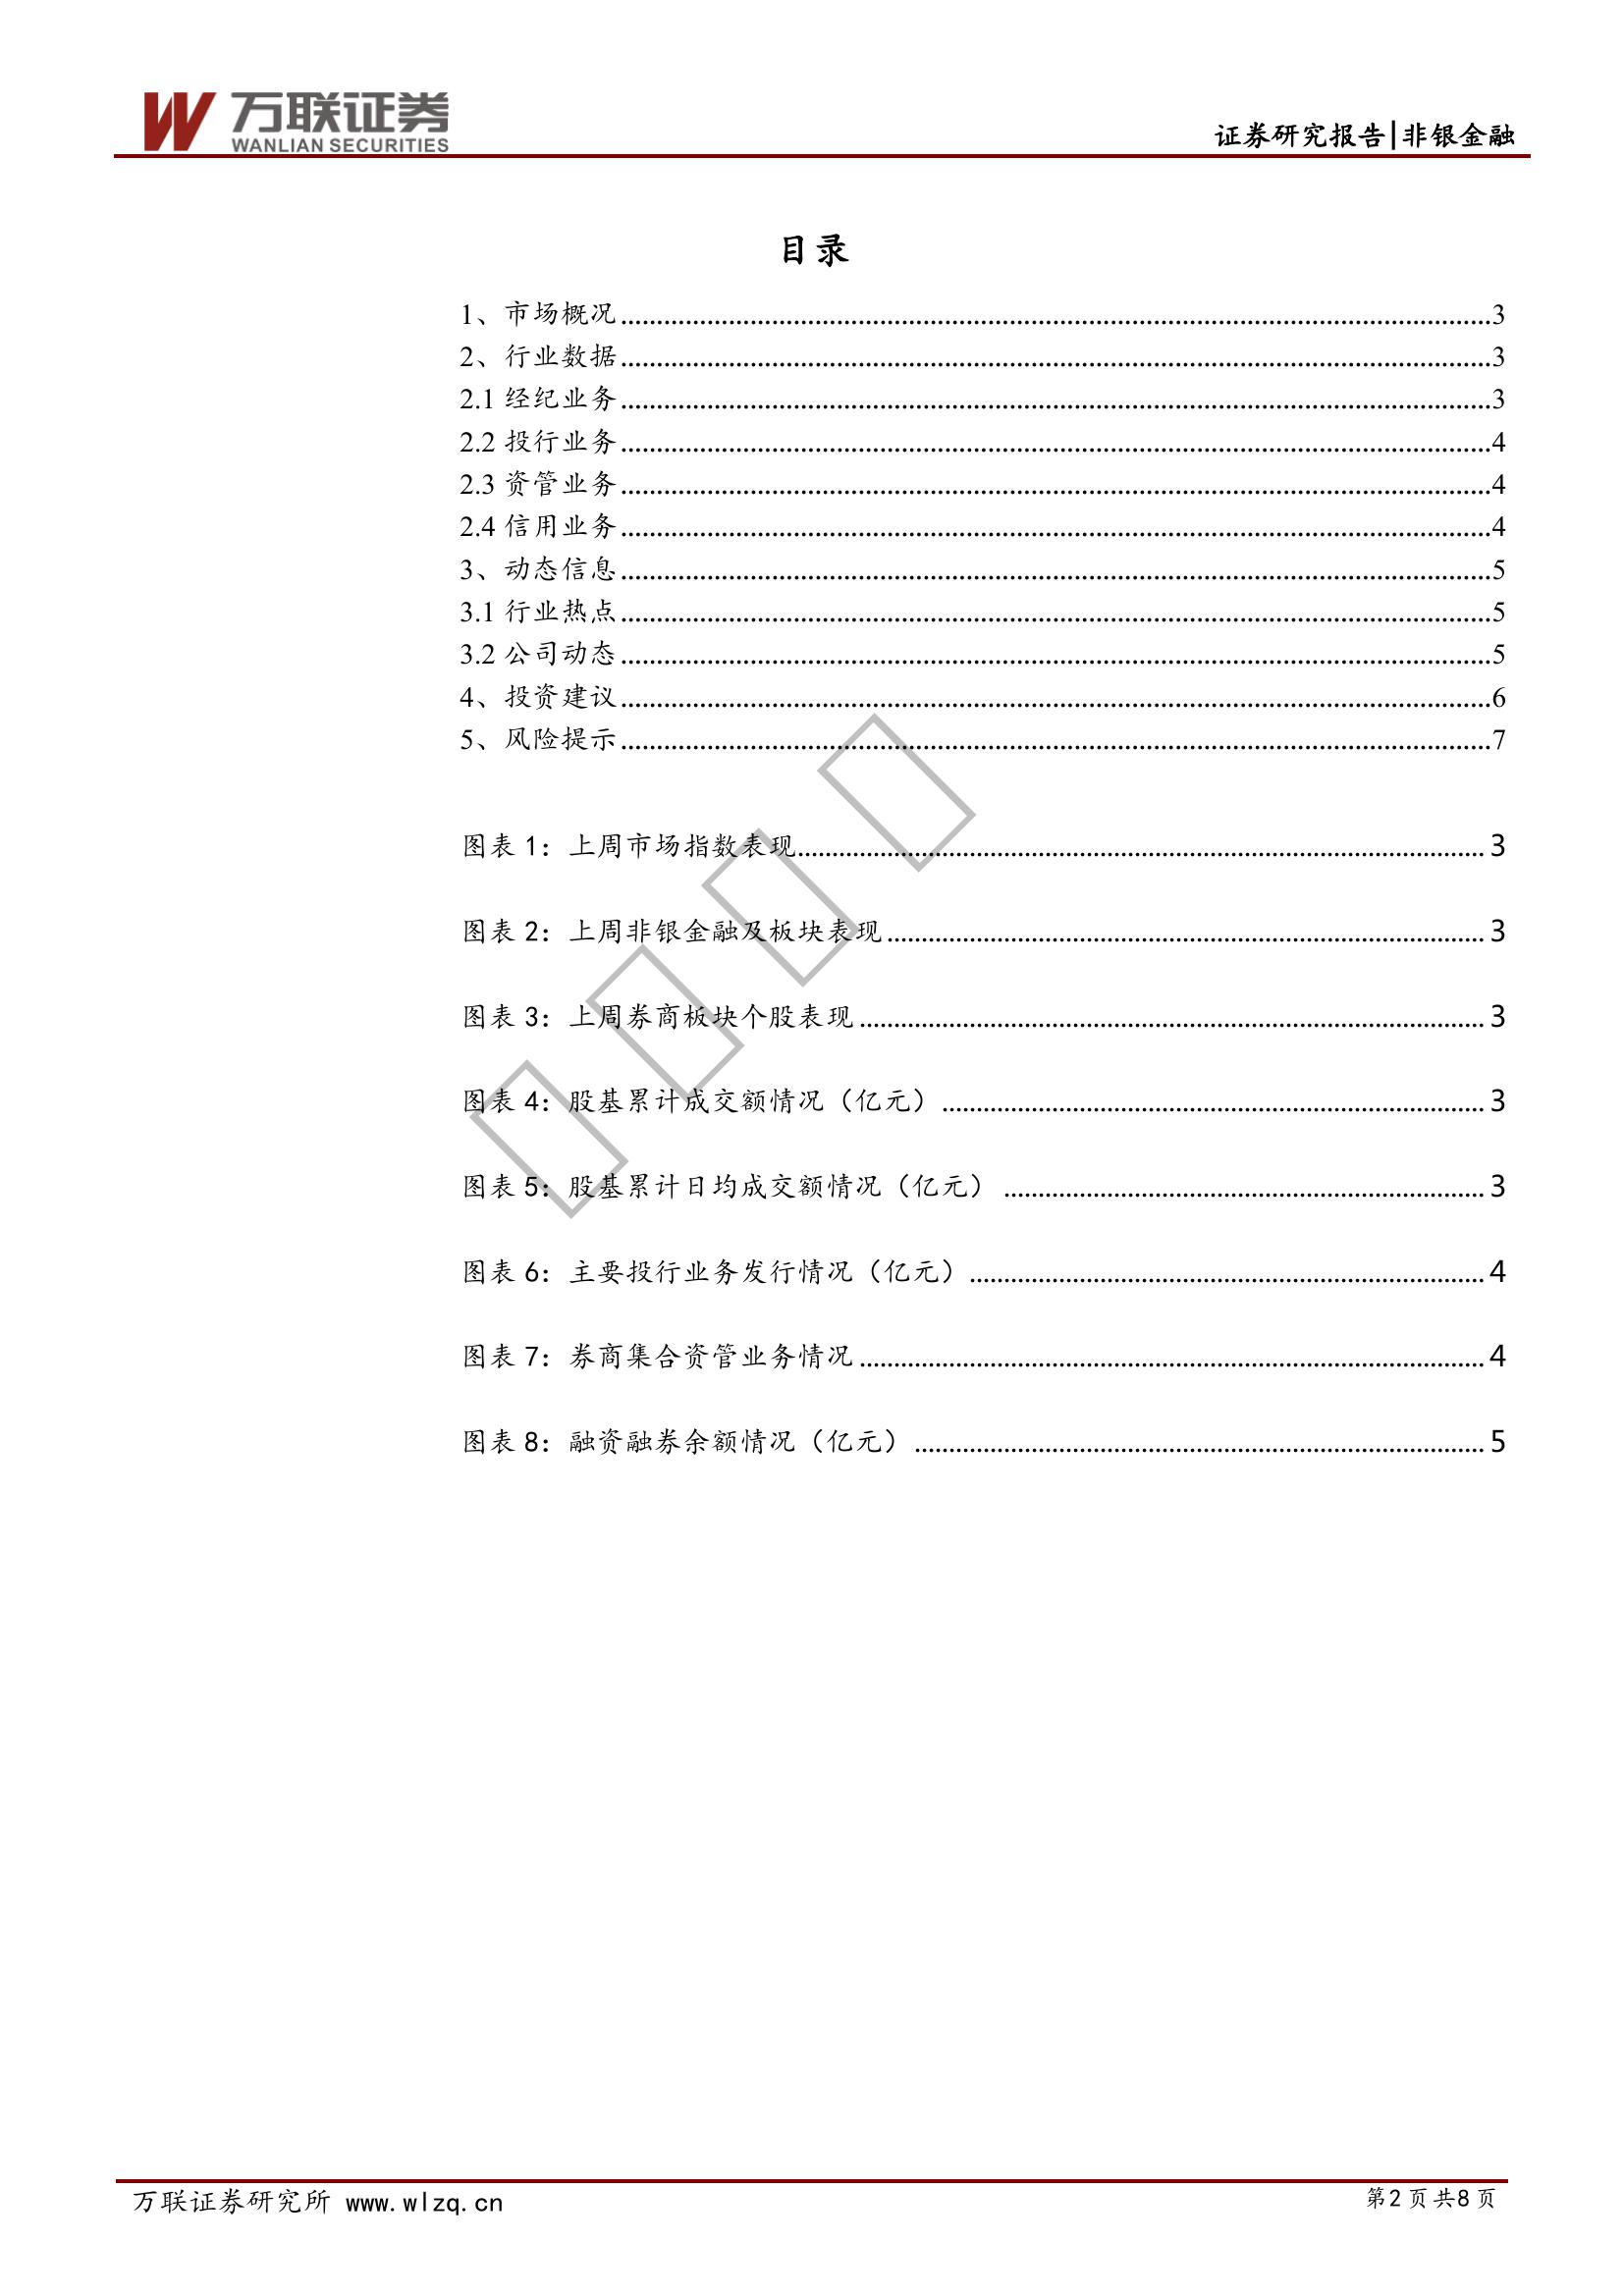 万联证券
WANLIAN SECURITIES
证券研究报告|非银金融
目录
1、市场概况........................3
2、行业数据........................3
2.1 经纪业务........................3
2.2 投行业务........................4
2.3 资管业务........................4
2.4 信用业务........................4
3、动态信息........................5
3.1 行业热点........................5
3.2 公司动态........................5
4、投资建议........................6
5、风险提示........................7
图表 1：上周市场指数表现........................3
图表 2：上周非银金融及板块表现........................3
图表 3：上周券商板块个股表现........................3
图表 4：股基累计成交额情况（亿元）........................3
图表 5：股基累计日均成交额情况（亿元）........................3
图表 6：主要投行业务发行情况（亿元）........................4
图表 7：券商集合资管业务情况........................4
图表 8：融资融券余额情况（亿元）........................5
万联证券研究所 www.wlzq.cn
第2页共8页